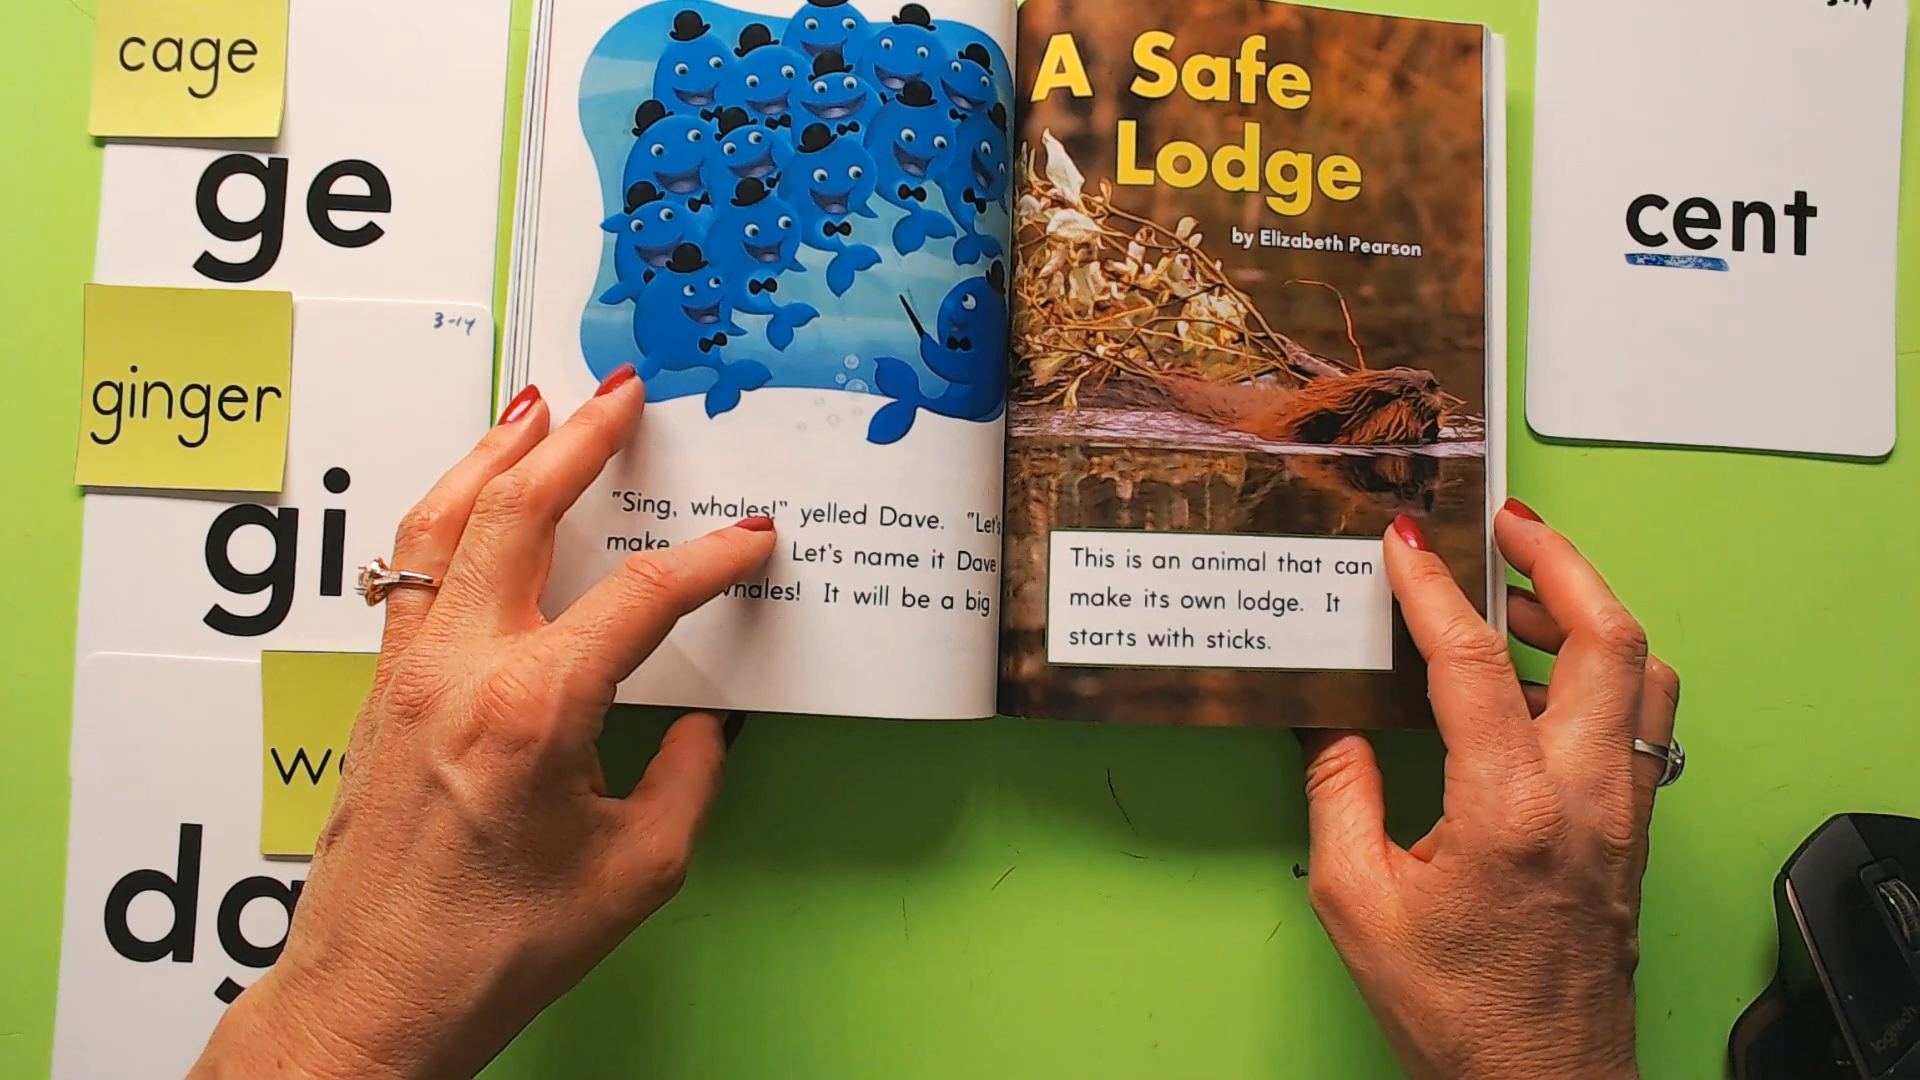 cage
ge
3-14
ginger
gi
dg
"Sing, whales!" yelled Dave. "Let's
make Let's name it Dave
whales! It will be a big
A Safe
Lodge
by Elizabeth Pearson
This is an animal that can
make its own lodge. It
starts with sticks.
cent
logitech